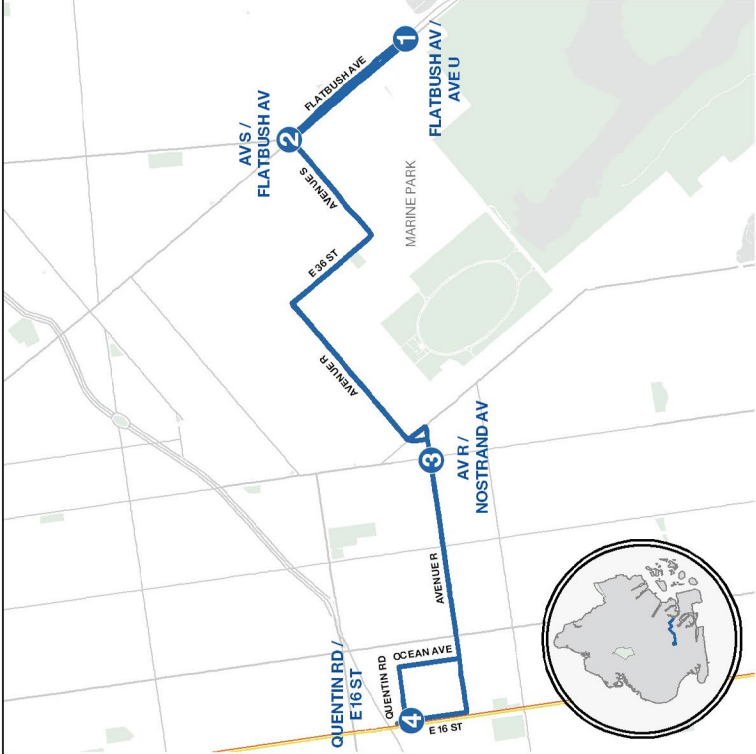 1
FLATBUSH AV /
AVE U
FLATBUSH AVE
2
AV S /
FLATBUSH AV
AVENUE S
MARINE PARK
E 36 ST
AVENUE R
3
AV R /
NOSTRAND AV
AVENUE R
OCEAN AVE
QUENTIN RD
QUENTIN RD /
E 16 ST
4
E 16 ST